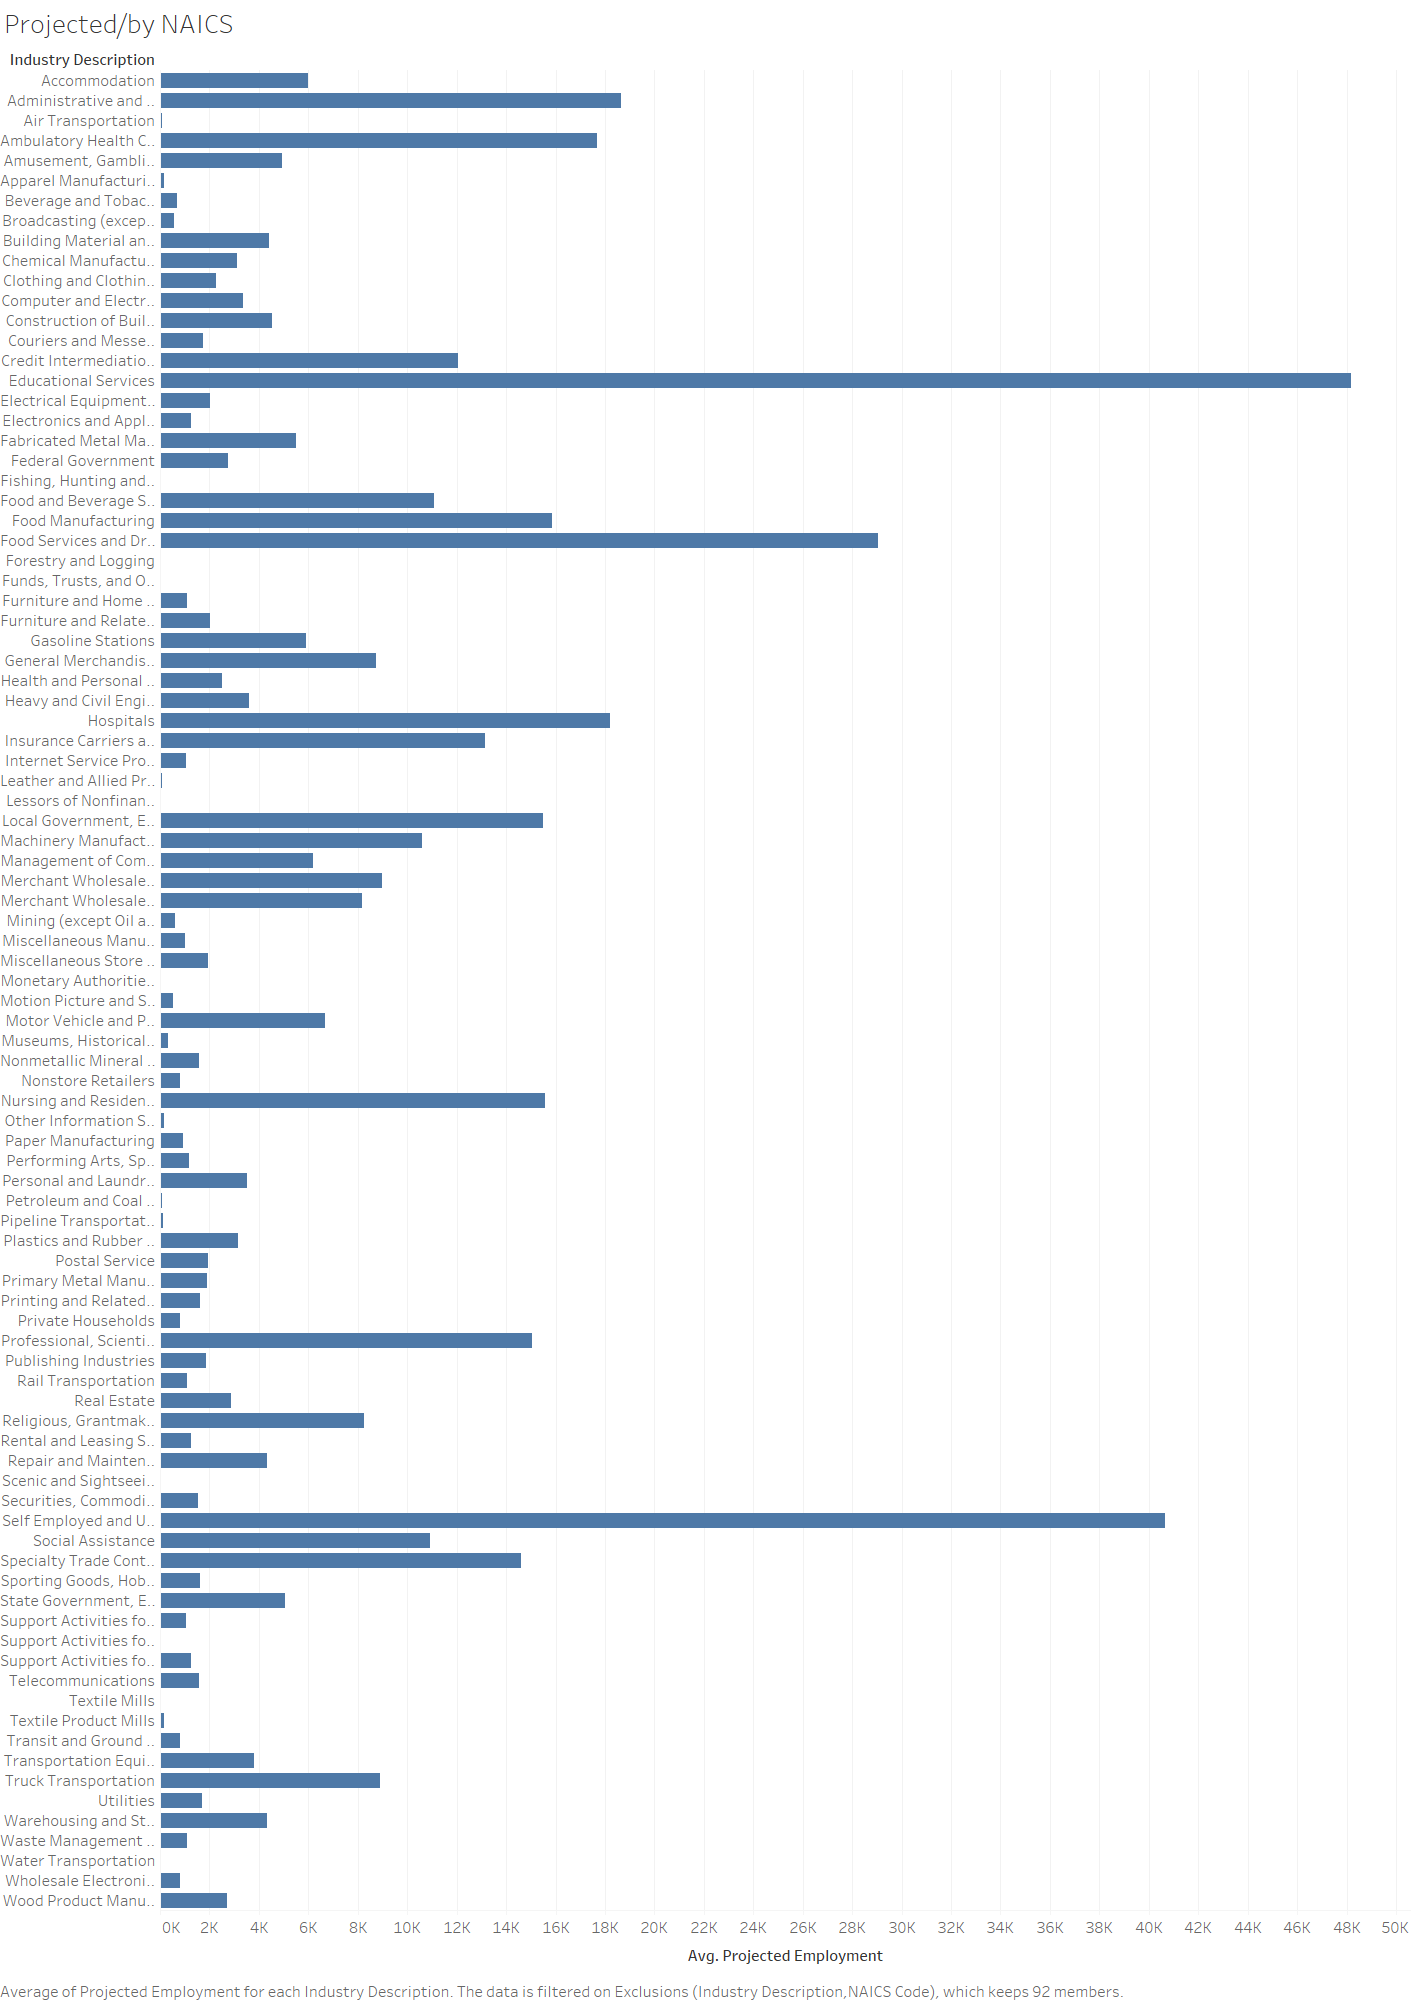 Projected/by NAICS
Industry Description
Accommodation
Administrative and ..
Air Transportation
Ambulatory Health C..
Amusement, Gambli..
Apparel Manufacturi..
Beverage and Tobac..
Broadcasting (excep..
Building Material an..
Chemical Manufactu..
Clothing and Clothin..
Computer and Electr..
Construction of Buil..
Couriers and Messe..
Credit Intermediatio..
Educational Services
Electrical Equipment..
Electronics and Appl..
Fabricated Metal Ma..
Federal Government
Fishing, Hunting and..
Food and Beverage S..
Food Manufacturing
Food Services and Dr..
Forestry and Logging
Funds, Trusts, and O..
Furniture and Home ..
Furniture and Relate..
Gasoline Stations
General Merchandis..
Health and Personal ..
Heavy and Civil Engi..
Hospitals
Insurance Carriers a..
Internet Service Pro..
Leather and Allied Pr..
Lessors of Nonfinan..
Local Government, E..
Machinery Manufact..
Management of Com..
Merchant Wholesale..
Merchant Wholesale..
Mining (except Oil a..
Miscellaneous Manu..
Miscellaneous Store ..
Monetary Authoritie..
Motion Picture and S..
Motor Vehicle and P..
Museums, Historical..
Nonmetallic Mineral ..
Nonstore Retailers
Nursing and Residen..
Other Information S..
Paper Manufacturing
Performing Arts, Sp..
Personal and Laundr..
Petroleum and Coal ..
Pipeline Transportat..
Plastics and Rubber ..
Postal Service
Primary Metal Manu..
Printing and Related..
Private Households
Professional, Scienti..
Publishing Industries
Rail Transportation
Real Estate
Religious, Grantmak..
Rental and Leasing S..
Repair and Mainten..
Scenic and Sightseei..
Securities, Commodi..
Self Employed and U..
Social Assistance
Specialty Trade Cont..
Sporting Goods, Hob..
State Government, E..
Support Activities fo..
Support Activities fo..
Support Activities fo..
Telecommunications
Textile Mills
Textile Product Mills
Transit and Ground ..
Transportation Equi..
Truck Transportation
Utilities
Warehousing and St..
Waste Management ..
Water Transportation
Wholesale Electroni..
Wood Product Manu..
0K 2K 4K 6K 8K 10K 12K 14K 16K 18K 20K 22K 24K 26K 28K 30K 32K 34K 36K 38K 40K 42K 44K 46K 48K 50K
Avg. Projected Employment
Average of Projected Employment for each Industry Description. The data is filtered on Exclusions (Industry Description,NAICS Code), which keeps 92 members.